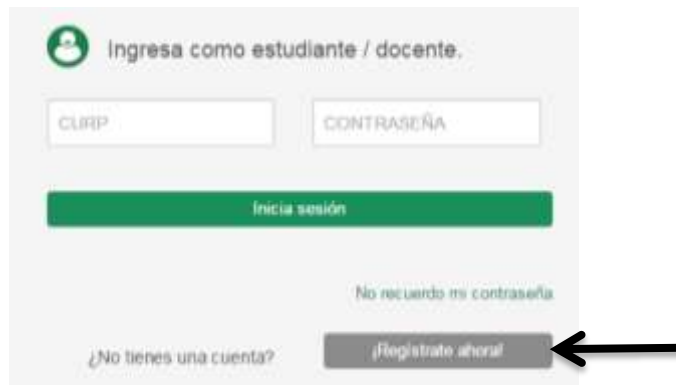 Ingresa como estudiante / docente.
CURP CONTRASEÑA
Inicia sesión
No recuerdo mi contraseña
¿No tienes una cuenta? ¡Regístrate ahora!